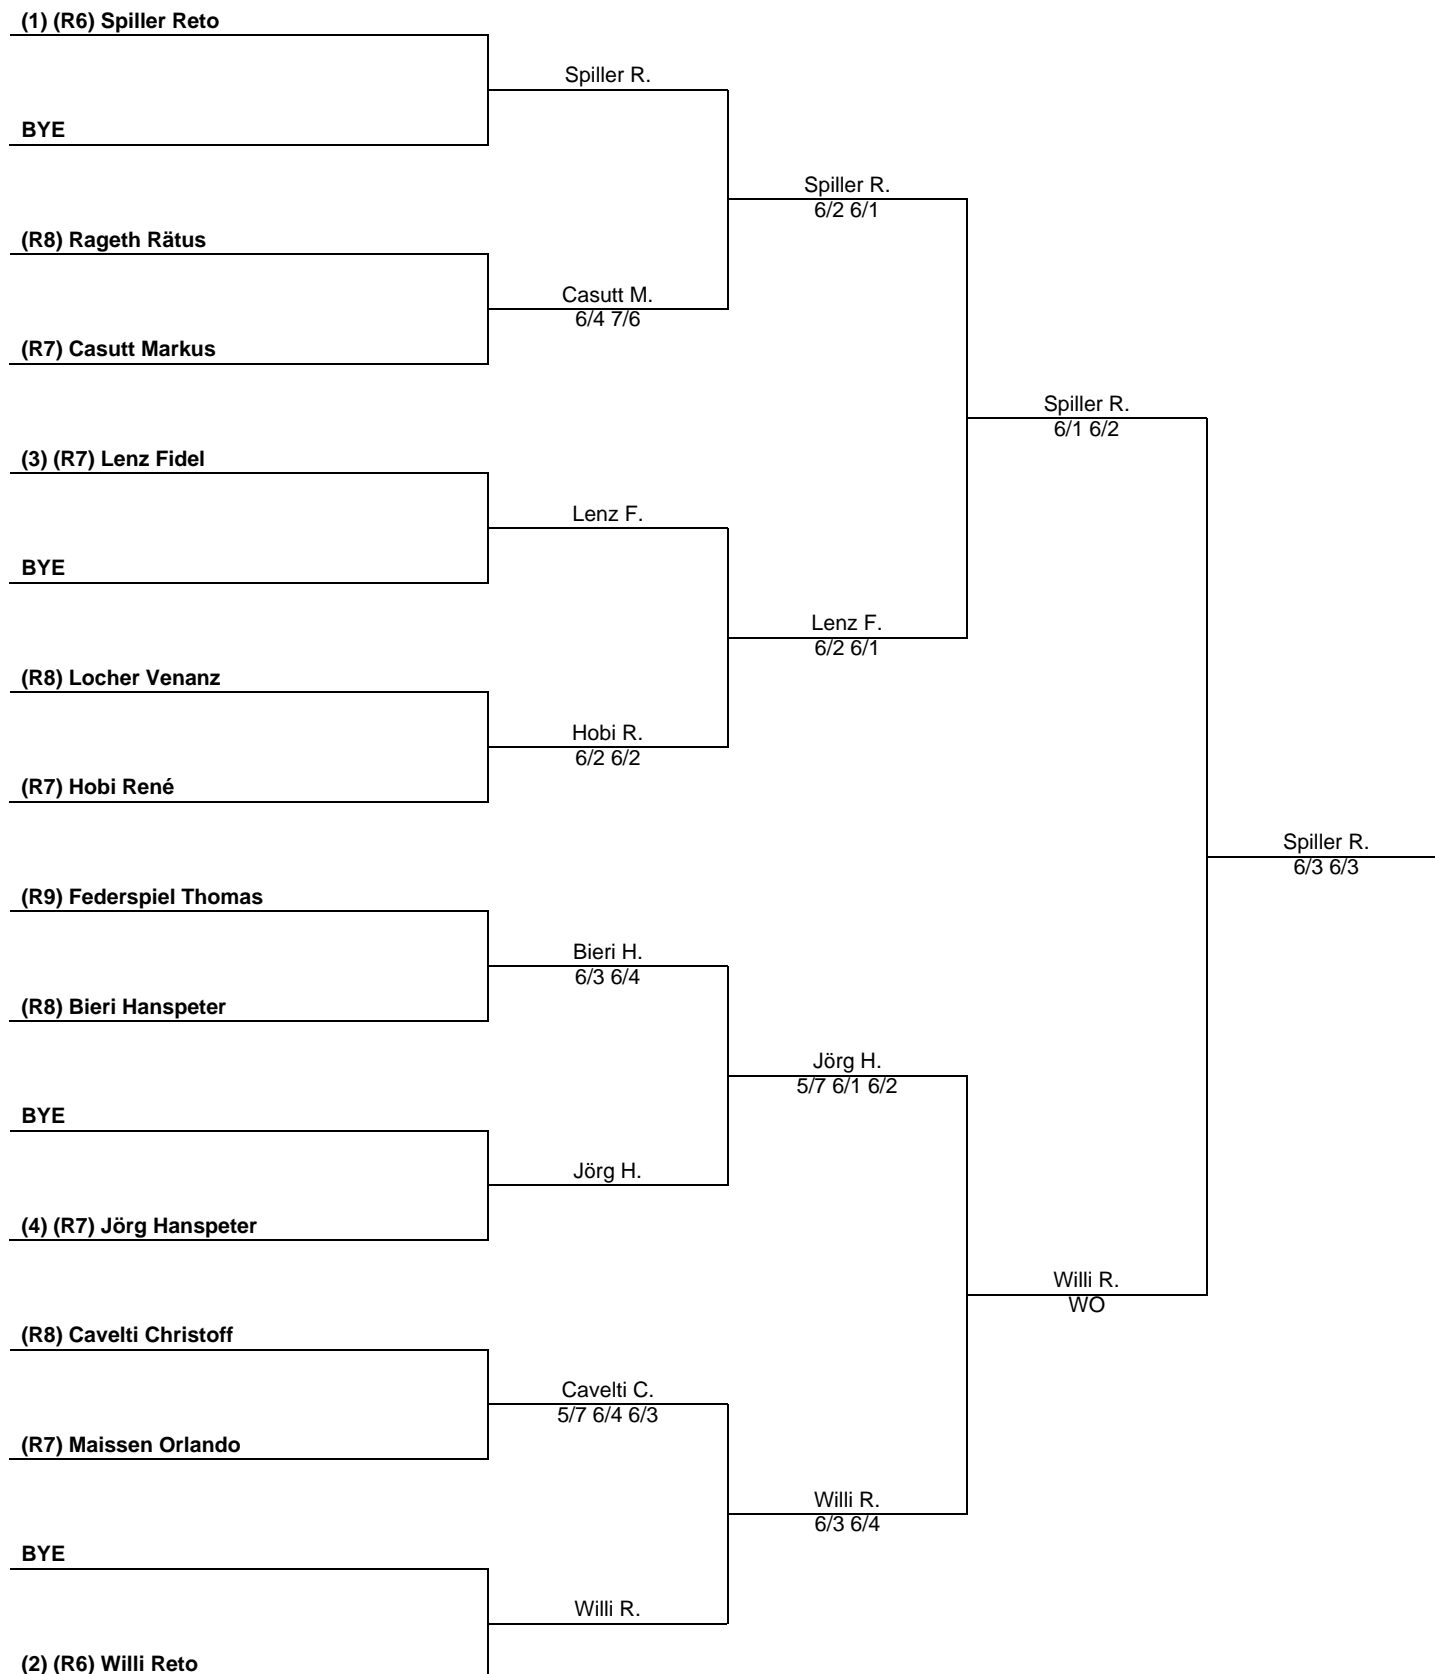 (1) (R6) Spiller Reto
Spiller R.
BYE
Spiller R.
6/2 6/1
(R8) Rageth Rätus
Casutt M.
6/4 7/6
(R7) Casutt Markus
Spiller R.
6/1 6/2
(3) (R7) Lenz Fidel
Lenz F.
BYE
Lenz F.
6/2 6/1
(R8) Locher Venanz
Hobi R.
6/2 6/2
(R7) Hobi René
Spiller R.
6/3 6/3
(R9) Federspiel Thomas
Bieri H.
6/3 6/4
(R8) Bieri Hanspeter
Jörg H.
5/7 6/1 6/2
BYE
Jörg H.
(4) (R7) Jörg Hanspeter
Willi R.
WO
(R8) Cavelti Christoff
Cavelti C.
5/7 6/4 6/3
(R7) Maissen Orlando
Willi R.
6/3 6/4
BYE
Willi R.
(2) (R6) Willi Reto